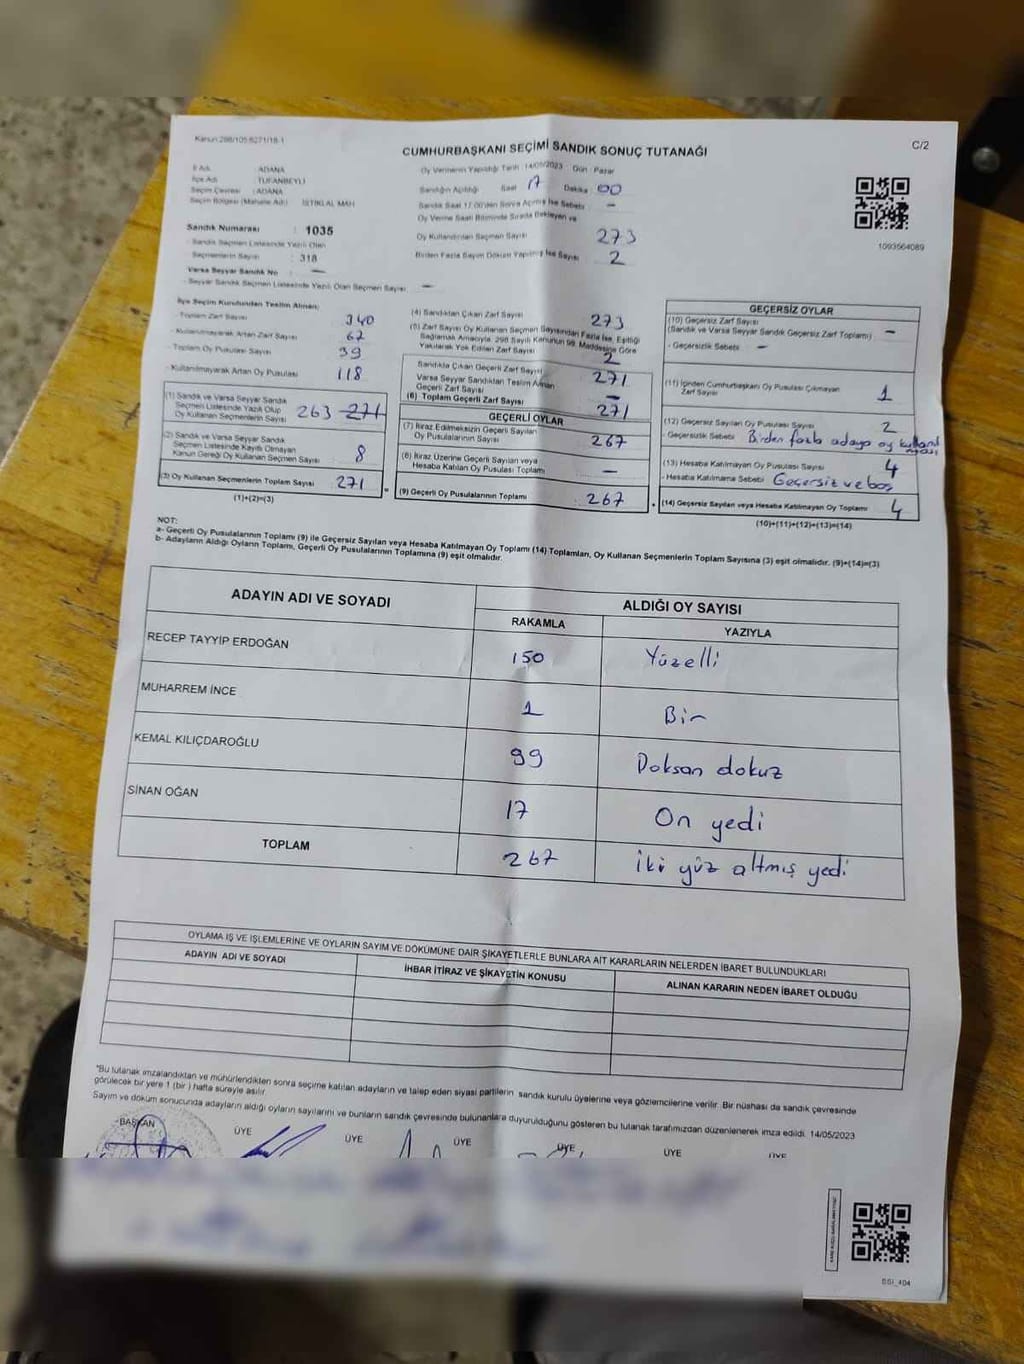 Kanun:298/105,6271/18-1
C/2
CUMHURBAŞKANI SEÇİMİ SANDIK SONUÇ TUTANAĞI
İl Adı : ADANA
İlçe Adı : TUFANBEYLİ
Seçim Çevresi : ADANA
Seçim Bölgesi (Mahalle Adı) : İSTİKLAL MAH.
Oy Vermenin Yapıldığı Tarih : 14/05/2023 Gün : Pazar
Sandığın Açıldığı Saat 17 Dakika : 00
Sandık Saat 17.00'den Sonra Açılmış İse Sebebi : -
Oy Verme Saati Bitiminde Sırada Bekleyen ve
Oy Kullandırılan Seçmen Sayısı : 273
Birden Fazla Sayım Döküm Yapılmış İse Sayısı : 2
1093564089
Sandık Numarası : 1035
- Sandık Seçmen Listesinde Yazılı Olan
Seçmenlerin Sayısı : 318
Varsa Seyyar Sandık No : -
- Seyyar Sandık Seçmen Listesinde Yazılı Olan Seçmen Sayısı : -
İlçe Seçim Kurulundan Teslim Alınan:
- Toplam Zarf Sayısı : 340
- Kullanılmayarak Artan Zarf Sayısı : 67
- Toplam Oy Pusulası Sayısı : 39
- Kullanılmayarak Artan Oy Pusulası : 118
(1) Sandık ve Varsa Seyyar Sandık
Seçmen Listesinde Yazılı Olup
Oy Kullanan Seçmenlerin Sayısı : 263 271
(2) Sandık ve Varsa Seyyar Sandık
Seçmen Listesinde Kayıtlı Olmayan
Kanun Gereği Oy Kullanan Seçmen Sayısı : 8
(3) Oy Kullanan Seçmenlerin Toplam Sayısı : 271
(1)+(2)=(3)
(4) Sandıktan Çıkan Zarf Sayısı : 273
(5) Zarf Sayısı Oy Kullanan Seçmen Sayısından Fazla İse, Eşitliği
Sağlamak Amacıyla, 298 Sayılı Kanunun 98. Maddesine Göre
Yakılarak Yok Edilen Zarf Sayısı : 2
Sandıkta Çıkan Geçerli Zarf Sayısı : 271
Varsa Seyyar Sandıktan Teslim Alınan
Geçerli Zarf Sayısı : -
(6) Toplam Geçerli Zarf Sayısı : 271
GEÇERLİ OYLAR
(7) İtiraz Edilmeksizin Geçerli Sayılan
Oy Pusulalarının Sayısı : 267
(8) İtiraz Üzerine Geçerli Sayılan veya
Hesaba Katılan Oy Pusulası Toplamı : -
(9) Geçerli Oy Pusulalarının Toplamı : 267
GEÇERSİZ OYLAR
(10) Geçersiz Zarf Sayısı
(Sandık ve Varsa Seyyar Sandık Geçersiz Zarf Toplamı) : -
- Geçersizlik Sebebi : -
(11) İçinden Cumhurbaşkanı Oy Pusulası Çıkmayan
Zarf Sayısı : 1
(12) Geçersiz Sayılan Oy Pusulası Sayısı : 2
- Geçersizlik Sebebi : Birden fazla adaya oy kullanılması
(13) Hesaba Katılmayan Oy Pusulası Sayısı : 4
- Hesaba Katılmama Sebebi : Geçersiz ve boş
(14) Geçersiz Sayılan veya Hesaba Katılmayan Oy Toplamı : 4
(10)+(11)+(12)+(13)=(14)
NOT:
a- Geçerli Oy Pusulalarının Toplamı (9) ile Geçersiz Sayılan veya Hesaba Katılmayan Oy Toplamı (14) Toplamları, Oy Kullanan Seçmenlerin Toplam Sayısına (3) eşit olmalıdır. (9)+(14)=(3)
b- Adayların Aldığı Oyların Toplamı, Geçerli Oy Pusulalarının Toplamına (9) eşit olmalıdır.
ADAYIN ADI VE SOYADI
ALDIĞI OY SAYISI
RAKAMLA YAZIYLA
RECEP TAYYİP ERDOĞAN 150 Yüzelli
MUHARREM İNCE 1 Bir
KEMAL KILIÇDAROĞLU 99 Doksan dokuz
SİNAN OĞAN 17 On yedi
TOPLAM 267 iki yüz altmış yedi
OYLAMA İŞ VE İŞLEMLERİNE VE OYLARIN SAYIM VE DÖKÜMÜNE DAİR ŞİKAYETLERLE BUNLARA AİT KARARLARIN NELERDEN İBARET BULUNDUKLARI
ADAYIN ADI VE SOYADI İHBAR İTİRAZ VE ŞİKAYETİN KONUSU ALINAN KARARIN NEDEN İBARET OLDUĞU
*Bu tutanak imzalandıktan ve mühürlendikten sonra seçime katılan adayların ve talep eden siyasi partilerin sandık kurulu üyelerine veya gözlemcilerine verilir. Bir nüshası da sandık çevresinde
görülecek bir yere 1 (bir) hafta süreyle asılır.
Sayım ve döküm sonucunda adayların aldığı oyların sayılarını ve bunların sandık çevresinde bulunanlara duyurulduğunu gösteren bu tutanak tarafımızdan düzenlenerek imza edildi. 14/05/2023
BAŞKAN ÜYE ÜYE ÜYE ÜYE ÜYE ÜYE
SSI_404